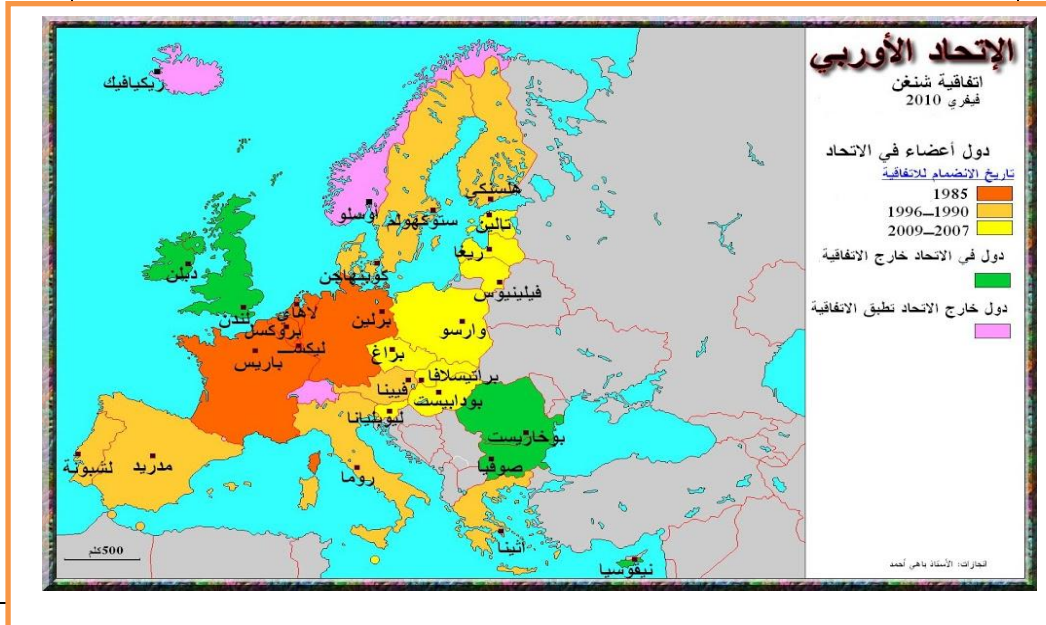 الإتحاد الأوربي
اتفاقية شنغن
فيفري 2010
دول أعضاء في الاتحاد
تاريخ الانضمام للاتفاقية
1985
1990–1996
2007–2009
دول في الاتحاد خارج الاتفاقية
دول خارج الاتحاد تطبق الاتفاقية
انجازات: الأستاذ باهي أحمد
ريكيافيك
هلسنكي
أوسلو
ستوكهولم
تالين
ريغا
دبلن
كوبنهاجن
فيلينيوس
لندن
لاهاي
برلين
وارسو
بروكسل
ليكســ
براغ
باريس
براتيسلافا
فيينا
بودابيست
ليوبليانا
بوخاريست
صوفيا
لشبونة
مدريد
روما
أثينا
نيقوسيا
500كلم